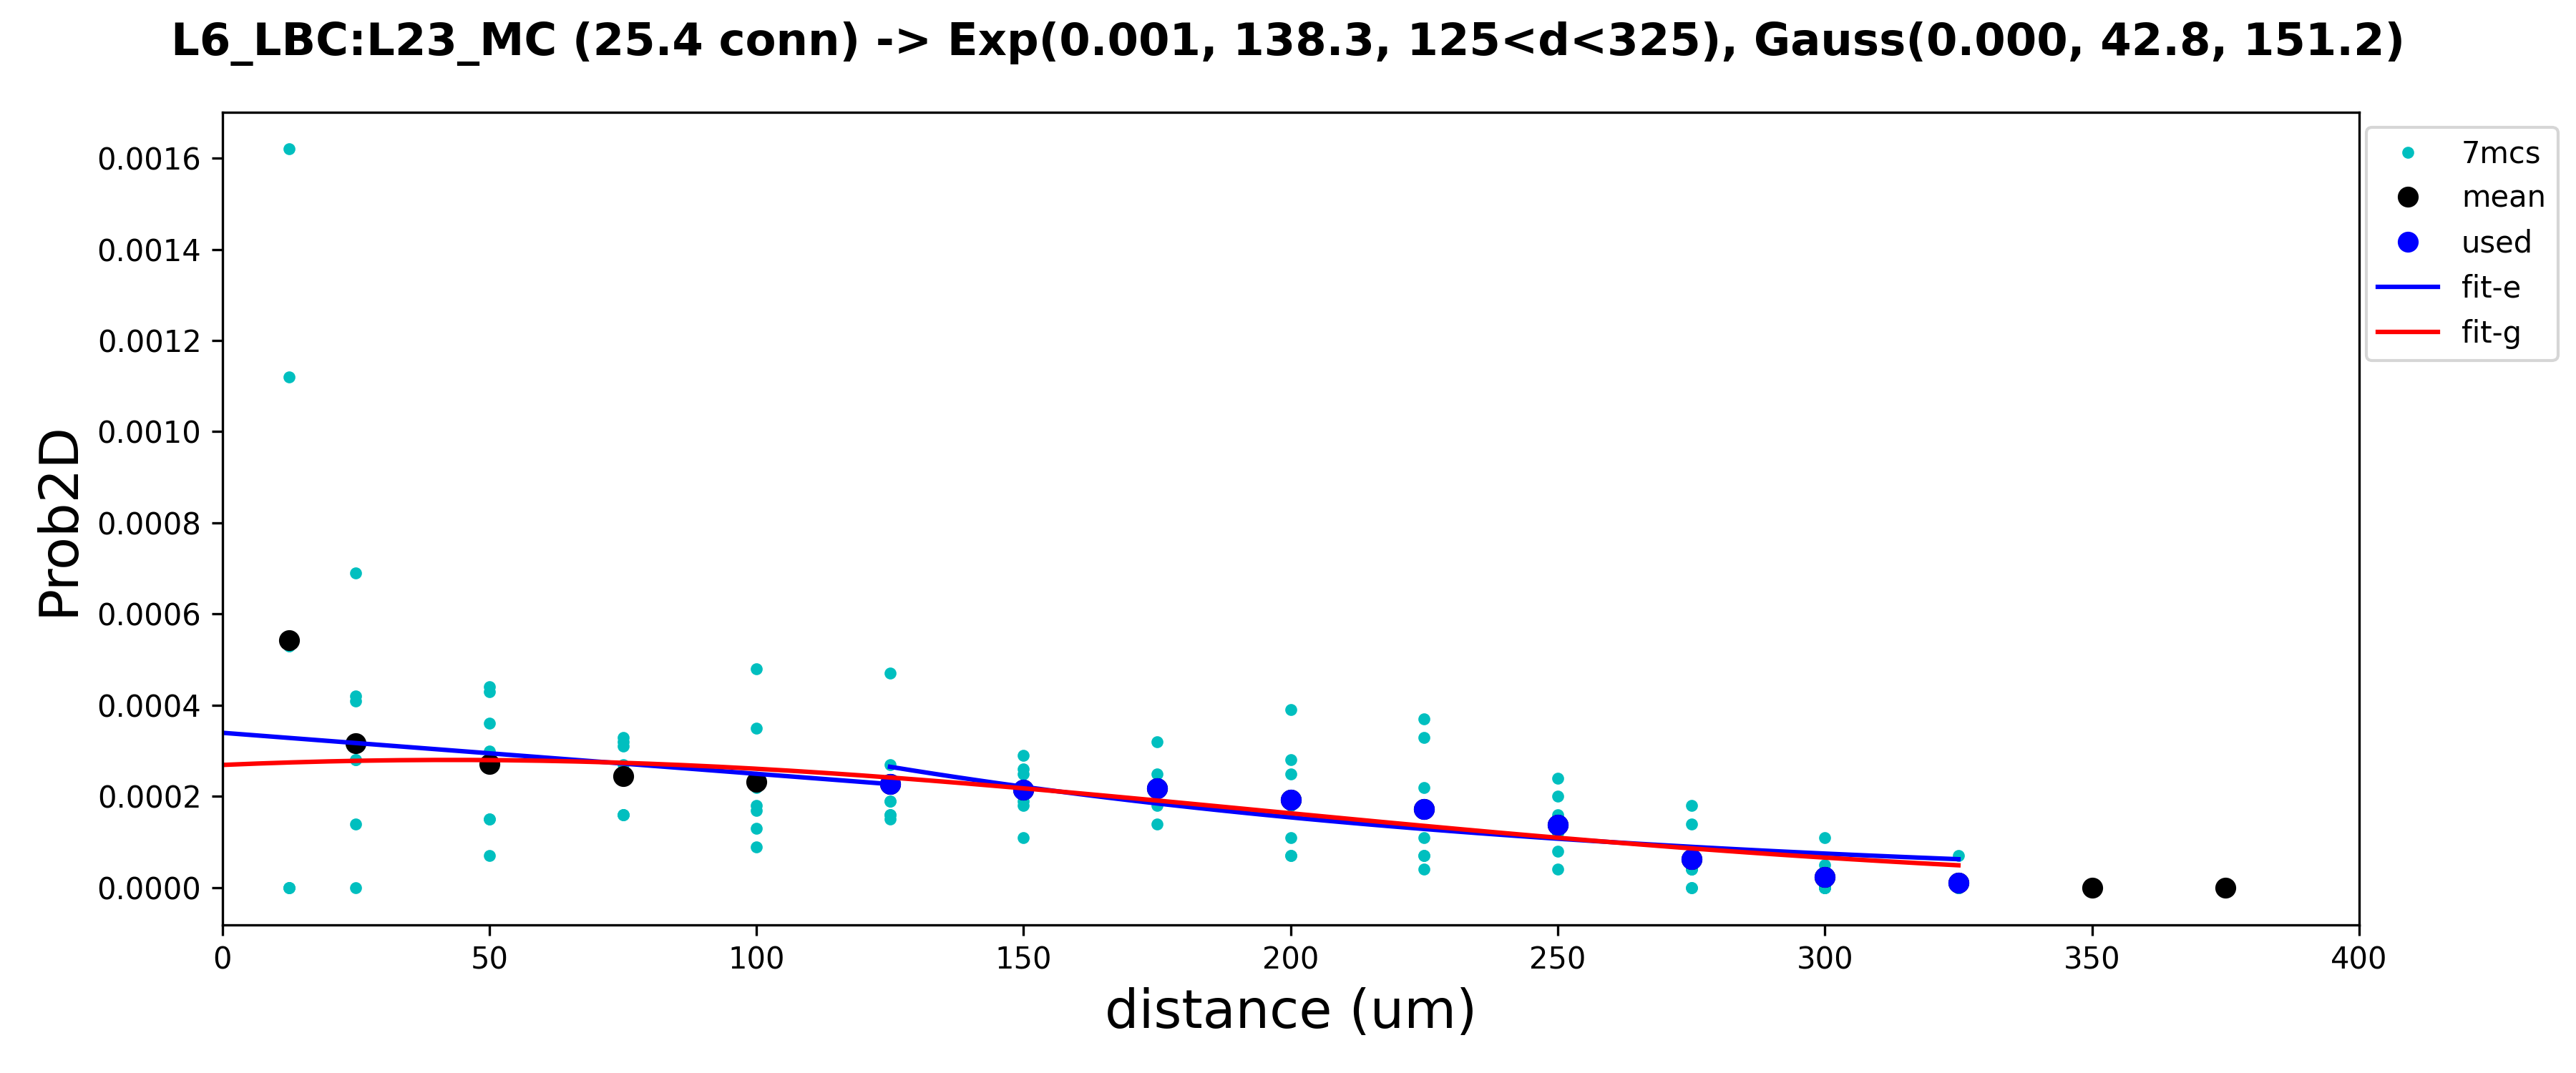 L6_LBC:L23_MC (25.4 conn) -> Exp(0.001, 138.3, 125<d<325), Gauss(0.000, 42.8, 151.2)
0.0016
0.0014
0.0012
0.0010
0.0008
0.0006
0.0004
0.0002
0.0000
Prob2D
0 50 100 150 200 250 300 350 400
distance (um)
7mcs
mean
used
fit-e
fit-g